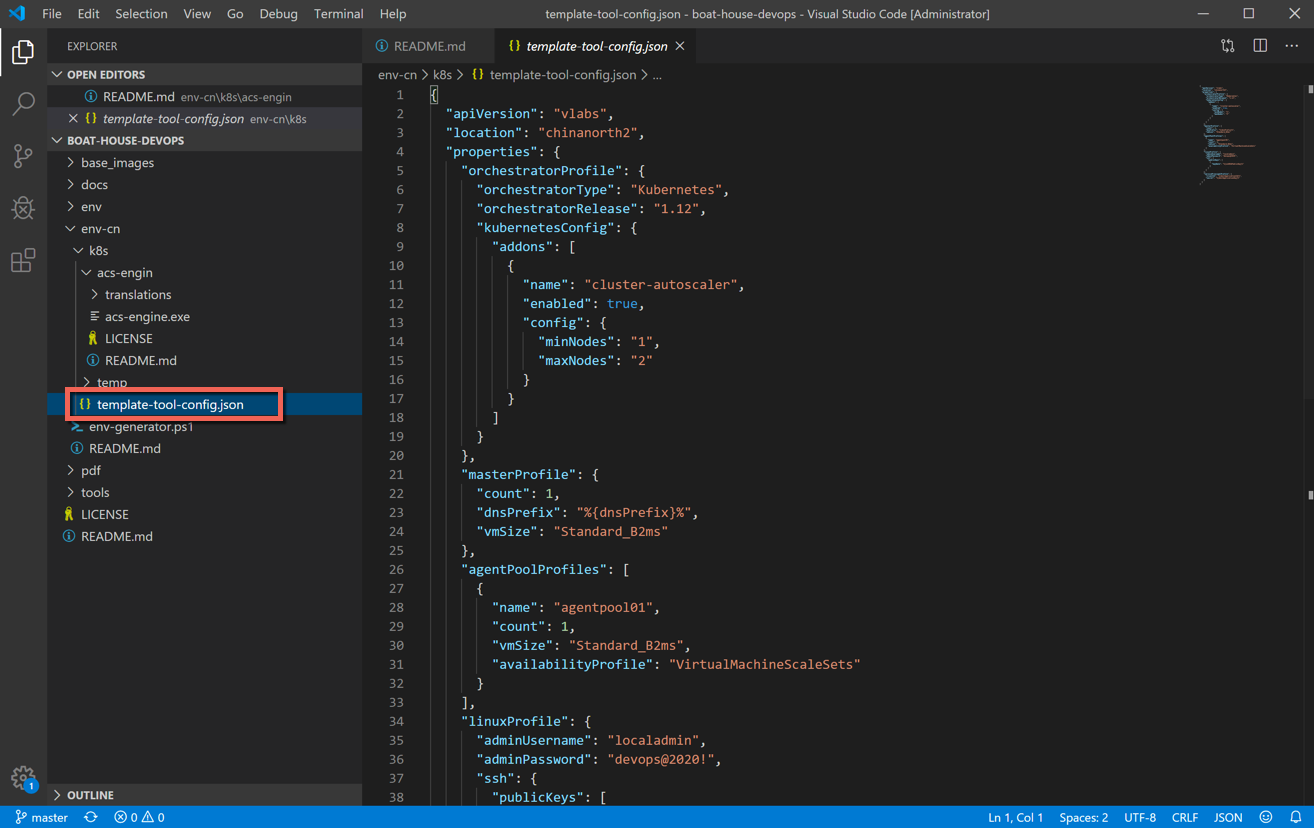 File Edit Selection View Go Debug Terminal Help
template-tool-config.json - boat-house-devops - Visual Studio Code [Administrator]
EXPLORER
OPEN EDITORS
README.md env-cn\k8s\acs-engin
template-tool-config.json env-cn\k8s
BOAT-HOUSE-DEVOPS
base_images
docs
env
env-cn
k8s
acs-engin
translations
acs-engine.exe
LICENSE
README.md
temp
template-tool-config.json
env-generator.ps1
README.md
pdf
tools
LICENSE
README.md
OUTLINE
README.md
{} template-tool-config.json
env-cn > k8s > {} template-tool-config.json > ...
1 {
2 "apiVersion": "vlabs",
3 "location": "chinanorth2",
4 "properties": {
5 "orchestratorProfile": {
6 "orchestratorType": "Kubernetes",
7 "orchestratorRelease": "1.12",
8 "kubernetesConfig": {
9 "addons": [
10 {
11 "name": "cluster-autoscaler",
12 "enabled": true,
13 "config": {
14 "minNodes": "1",
15 "maxNodes": "2"
16 }
17 }
18 ]
19 }
20 },
21 "masterProfile": {
22 "count": 1,
23 "dnsPrefix": "%{dnsPrefix}%",
24 "vmSize": "Standard_B2ms"
25 },
26 "agentPoolProfiles": [
27 {
28 "name": "agentpool01",
29 "count": 1,
30 "vmSize": "Standard_B2ms",
31 "availabilityProfile": "VirtualMachineScaleSets"
32 }
33 ],
34 "linuxProfile": {
35 "adminUsername": "localadmin",
36 "adminPassword": "devops@2020!",
37 "ssh": {
38 "publicKeys": [
1
master 0 0 Ln 1, Col 1 Spaces: 2 UTF-8 CRLF JSON